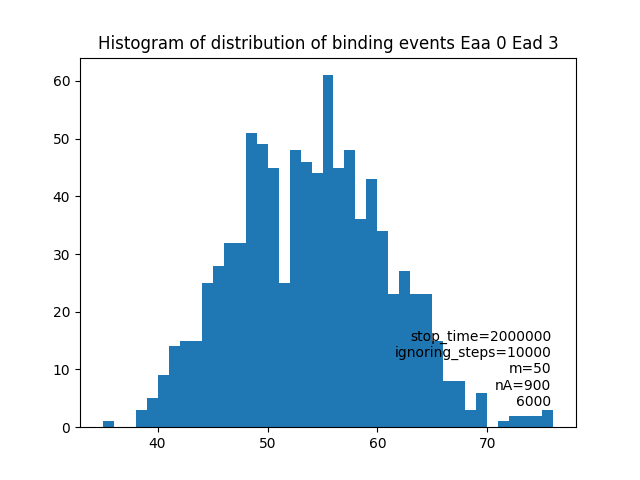 Histogram of distribution of binding events Eaa 0 Ead 3
60
50
40
30
20
10
0
stop_time=2000000
ignoring_steps=10000
m=50
nA=900
6000
40
50
60
70